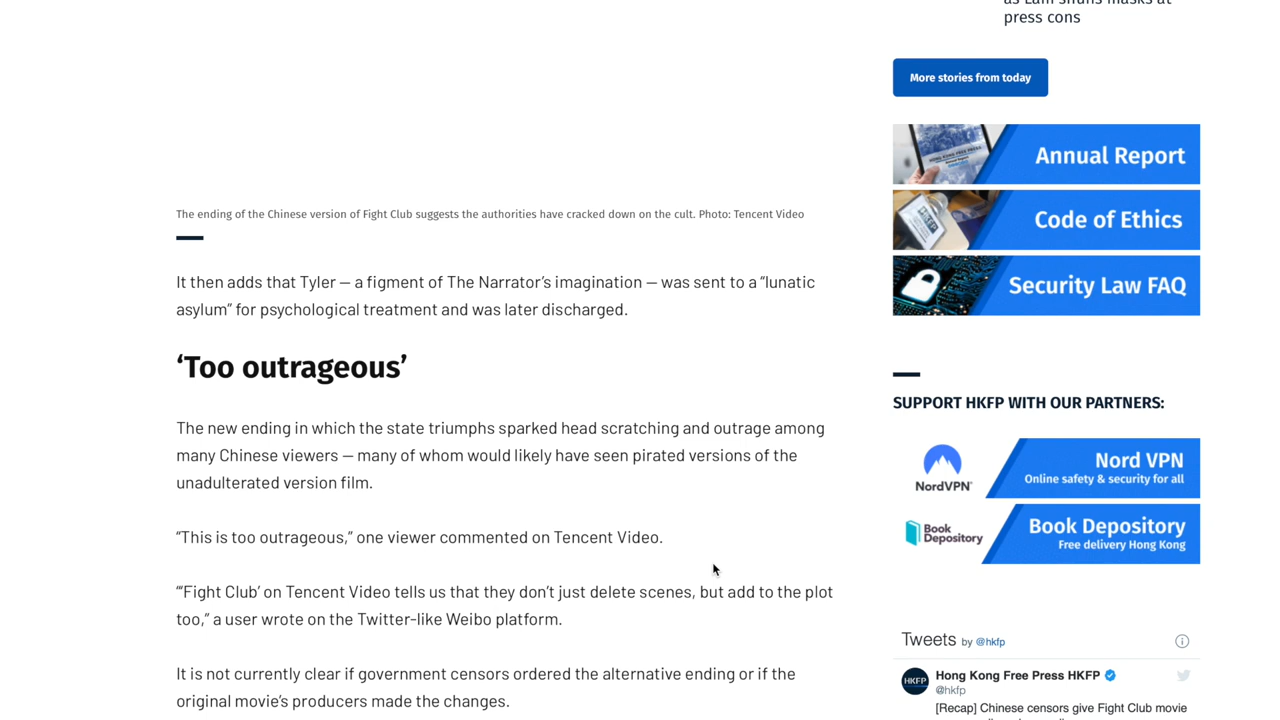 as Lam shuns masks at
press cons
More stories from today
Annual Report
Code of Ethics
Security Law FAQ
The ending of the Chinese version of Fight Club suggests the authorities have cracked down on the cult. Photo: Tencent Video
It then adds that Tyler — a figment of The Narrator’s imagination — was sent to a “lunatic
asylum” for psychological treatment and was later discharged.
‘Too outrageous’
The new ending in which the state triumphs sparked head scratching and outrage among
many Chinese viewers — many of whom would likely have seen pirated versions of the
unadulterated version film.
“This is too outrageous,” one viewer commented on Tencent Video.
“‘Fight Club’ on Tencent Video tells us that they don’t just delete scenes, but add to the plot
too,” a user wrote on the Twitter-like Weibo platform.
It is not currently clear if government censors ordered the alternative ending or if the
original movie’s producers made the changes.
SUPPORT HKFP WITH OUR PARTNERS:
NordVPN
Nord VPN
Online safety & security for all
Book
Depository
Book Depository
Free delivery Hong Kong
Tweets by @hkfp
HKFP
Hong Kong Free Press HKFP
@hkfp
[Recap] Chinese censors give Fight Club movie